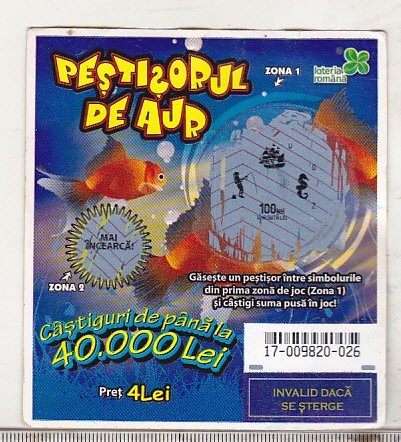 PEȘTIȘORUL
DE AUR
ZONA 1
loteria
română
100 lei
MAI
ÎNCEARCĂ!
ZONA 2
Găsește un peștișor între simbolurile
din prima zonă de joc (Zona 1)
și câștigi suma pusă în joc!
Câștiguri de până la
40.000 Lei
17-009820-026
Preț 4Lei
INVALID DACĂ
SE ȘTERGE